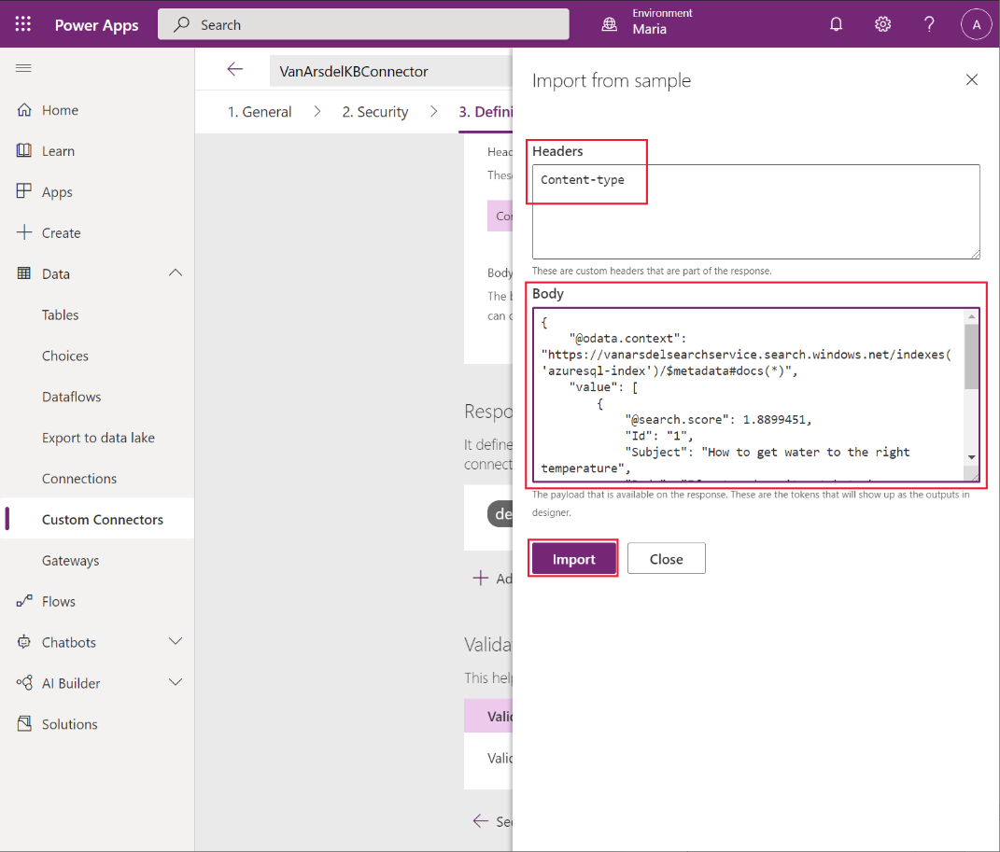 Power Apps
Search
Environment
Maria
A
Home
Learn
Apps
Create
Data
Tables
Choices
Dataflows
Export to data lake
Connections
Custom Connectors
Gateways
Flows
Chatbots
AI Builder
Solutions
VanArsdelKBConnector
1. General
2. Security
3. Defini
Head
These
Con
Body
The b
can c
Respo
It define
connect
de
Ad
Valida
This help
Valid
Valid
Sec
Import from sample
Headers
Content-type
These are custom headers that are part of the response.
Body
{
"@odata.context":
"https://vanarsdelsearchservice.search.windows.net/indexes(
'azuresql-index')/$metadata#docs(*)",
"value": [
{
"@search.score": 1.8899451,
"Id": "1",
"Subject": "How to get water to the right
temperature",
The payload that is available on the response. These are the tokens that will show up as the outputs in
designer.
Import
Close